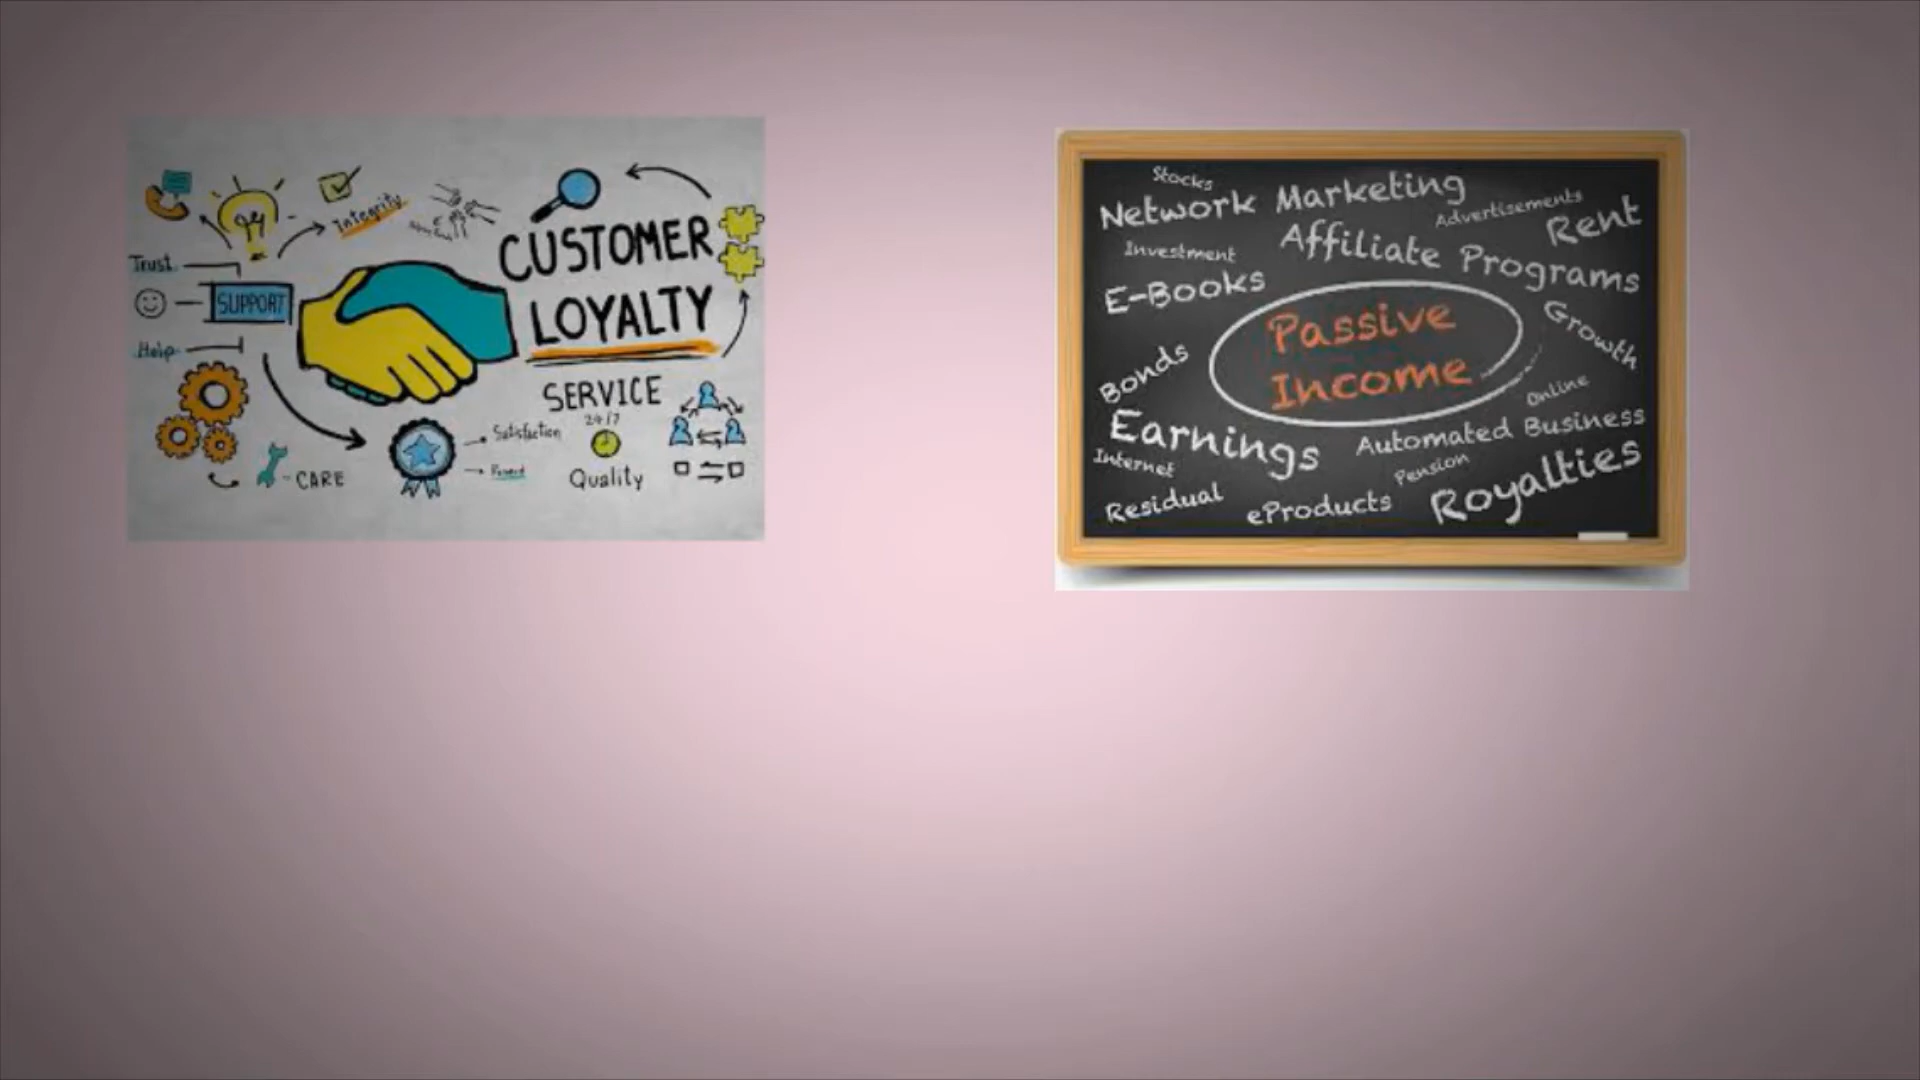 Integrity
Trust
SUPPORT
Help
CUSTOMER
LOYALTY
SERVICE
24/7
Satisfaction
Reward
Quality
CARE
Stocks
Network Marketing
Advertisements
Rent
Investment
Affiliate Programs
E-Books
Passive
Income
Growth
Bonds
Online
Earnings
Automated Business
Internet
Pension
Residual
eProducts
Royalties